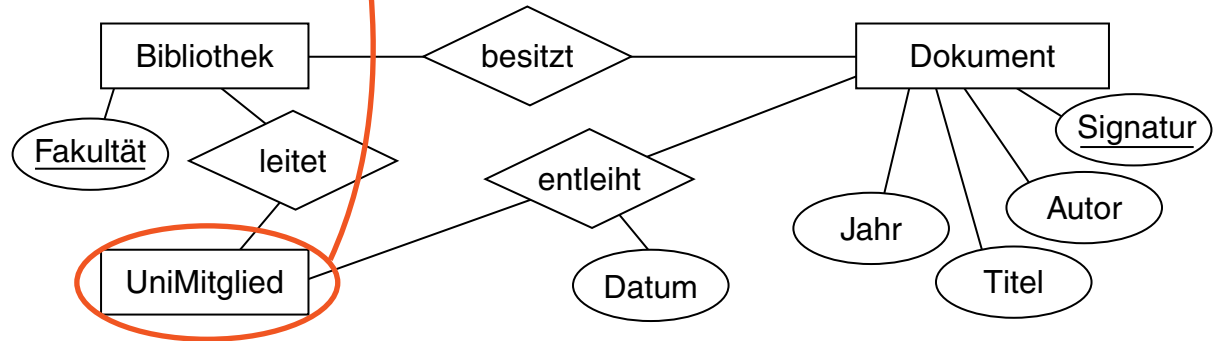 Bibliothek
besitzt
Dokument
Fakultät
leitet
entleiht
Signatur
Jahr
Autor
UniMitglied
Datum
Titel